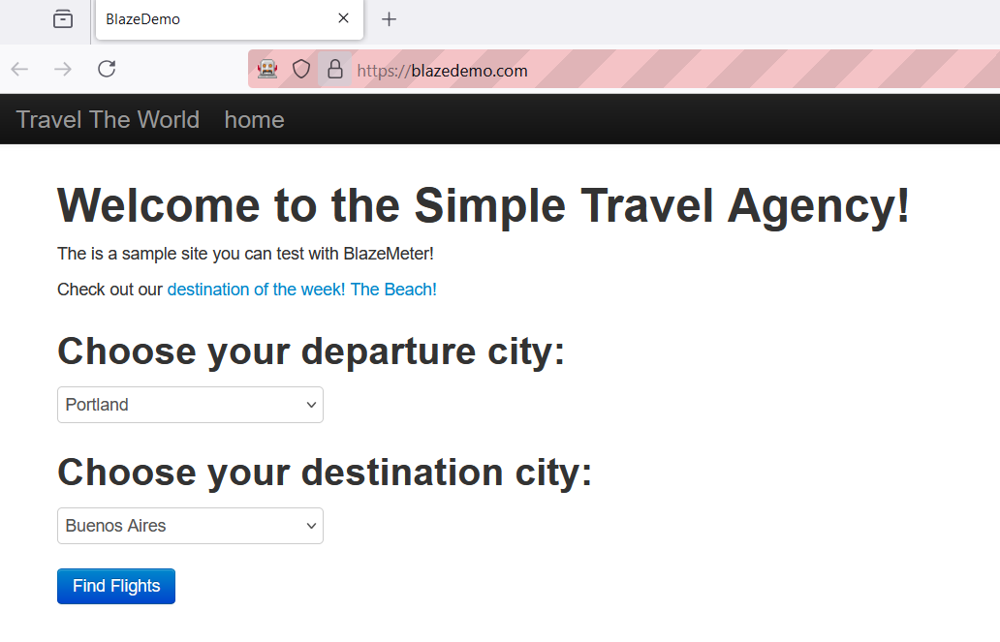 BlazeDemo
https://blazedemo.com
Travel The World home
Welcome to the Simple Travel Agency!
The is a sample site you can test with BlazeMeter!
Check out our destination of the week! The Beach!
Choose your departure city:
Portland
Choose your destination city:
Buenos Aires
Find Flights